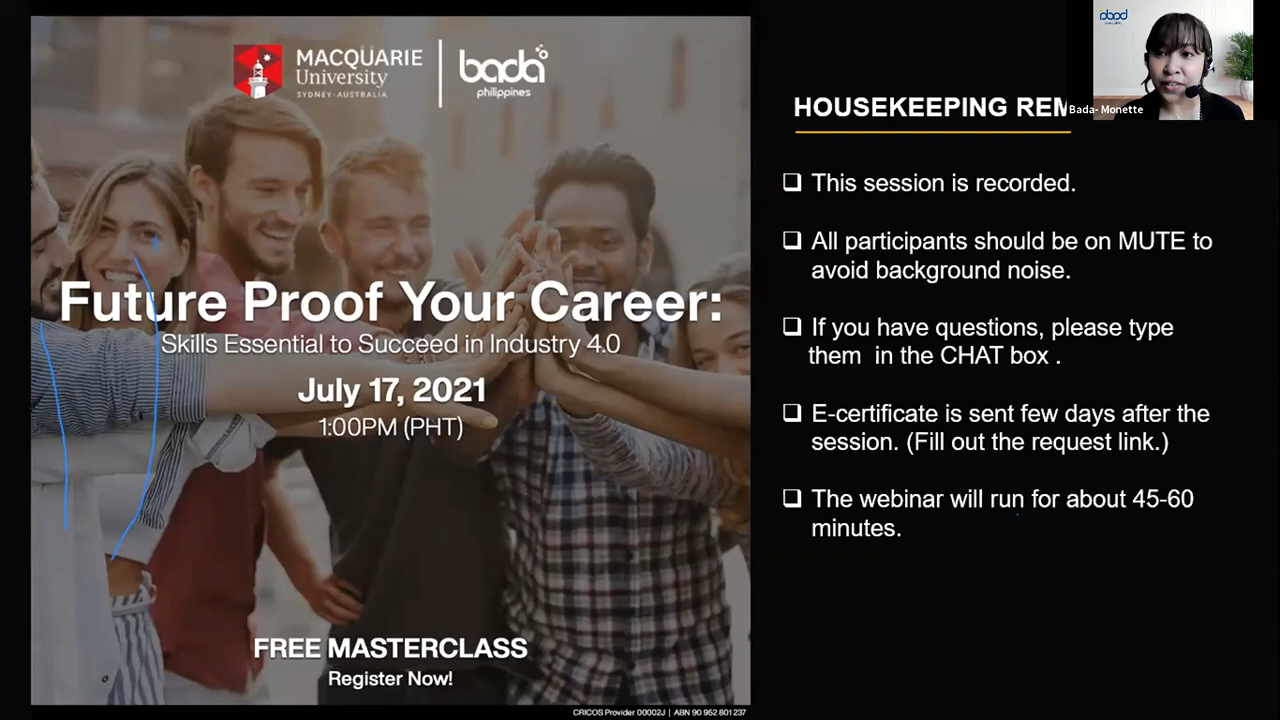 MACQUARIE
University
SYDNEY·AUSTRALIA
bada
philippines
Future Proof Your Career:
Skills Essential to Succeed in Industry 4.0
July 17, 2021
1:00PM (PHT)
FREE MASTERCLASS
Register Now!
CRICOS Provider 00002J | ABN 90 952 801 237
HOUSEKEEPING REM
Bada- Monette
❑ This session is recorded.
❑ All participants should be on MUTE to
avoid background noise.
❑ If you have questions, please type
them in the CHAT box .
❑ E-certificate is sent few days after the
session. (Fill out the request link.)
❑ The webinar will run for about 45-60
minutes.